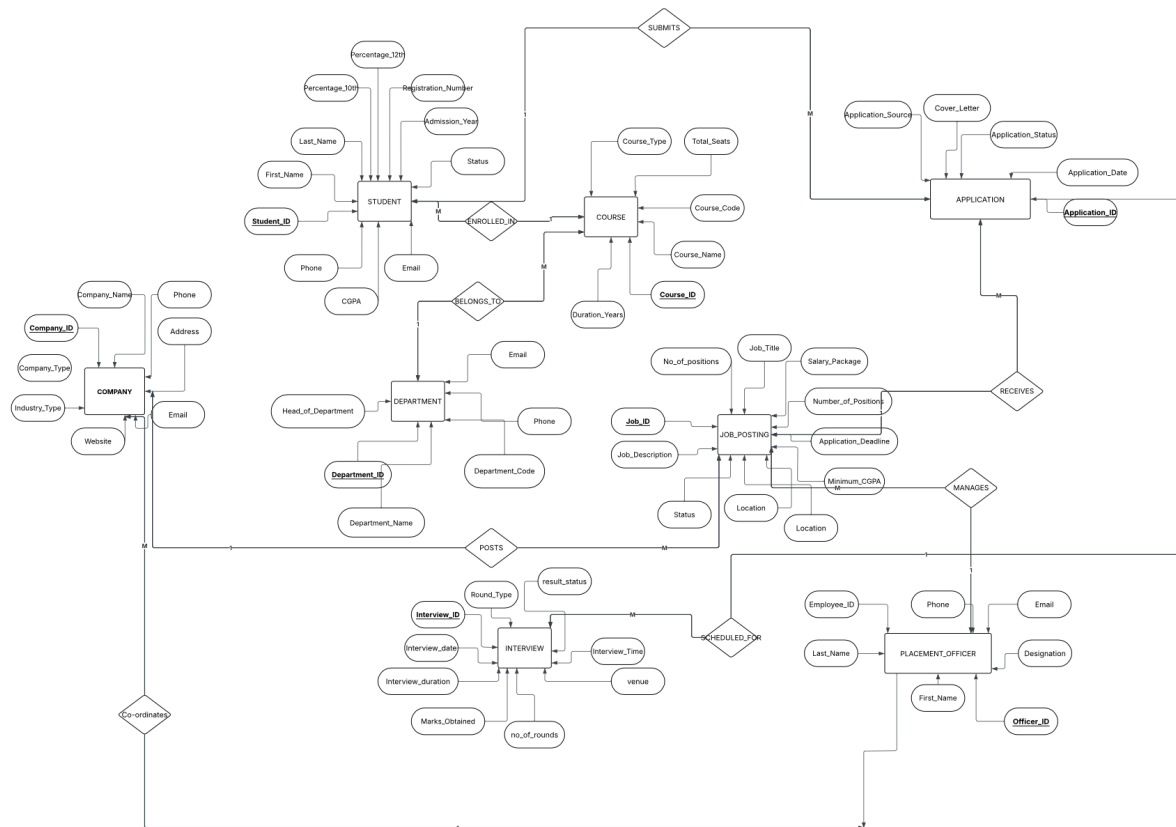 SUBMITS
Percentage_12th
Percentage_10th
Registration_Number
Admission_Year
Last_Name
Status
First_Name
STUDENT
Student_ID
Phone
Email
CGPA
1
M
M
ENROLLED_IN
1
Course_Type
Total_Seats
COURSE
Course_Code
Course_Name
Course_ID
Duration_Years
M
BELONGS_TO
1
Application_Source
Cover_Letter
Application_Status
Application_Date
APPLICATION
Application_ID
M
RECEIVES
1
Company_Name
Phone
Company_ID
Address
Company_Type
COMPANY
Industry_Type
Email
Website
Email
Head_of_Department
DEPARTMENT
Phone
Department_ID
Department_Code
Department_Name
Job_Title
No_of_positions
Salary_Package
Number_of_Positions
Job_ID
JOB_POSTING
Application_Deadline
Job_Description
Minimum_CGPA
Status
Location
Location
M
MANAGES
1
1
POSTS
M
M
Co-ordinates
result_status
Round_Type
Interview_ID
Interview_date
INTERVIEW
Interview_Time
Interview_duration
venue
Marks_Obtained
no_of_rounds
M
SCHEDULED_FOR
1
Employee_ID
Phone
Email
Last_Name
PLACEMENT_OFFICER
Designation
First_Name
Officer_ID